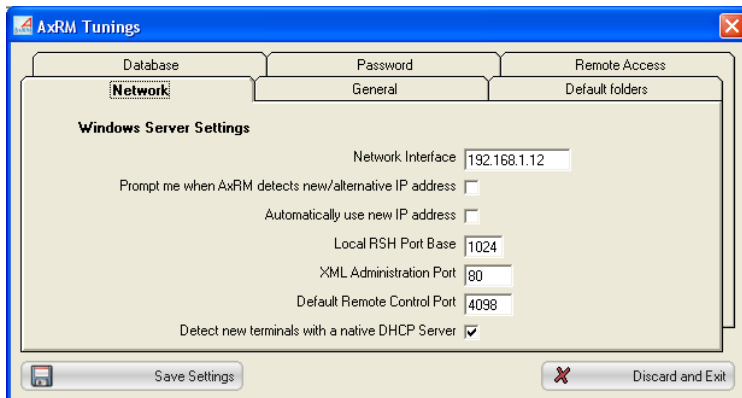 AxRM Tunings
Database Password Remote Access
Network General Default folders
Windows Server Settings
Network Interface 192.168.1.12
Prompt me when AxRM detects new/alternative IP address
Automatically use new IP address
Local RSH Port Base 1024
XML Administration Port 80
Default Remote Control Port 4098
Detect new terminals with a native DHCP Server
Save Settings Discard and Exit